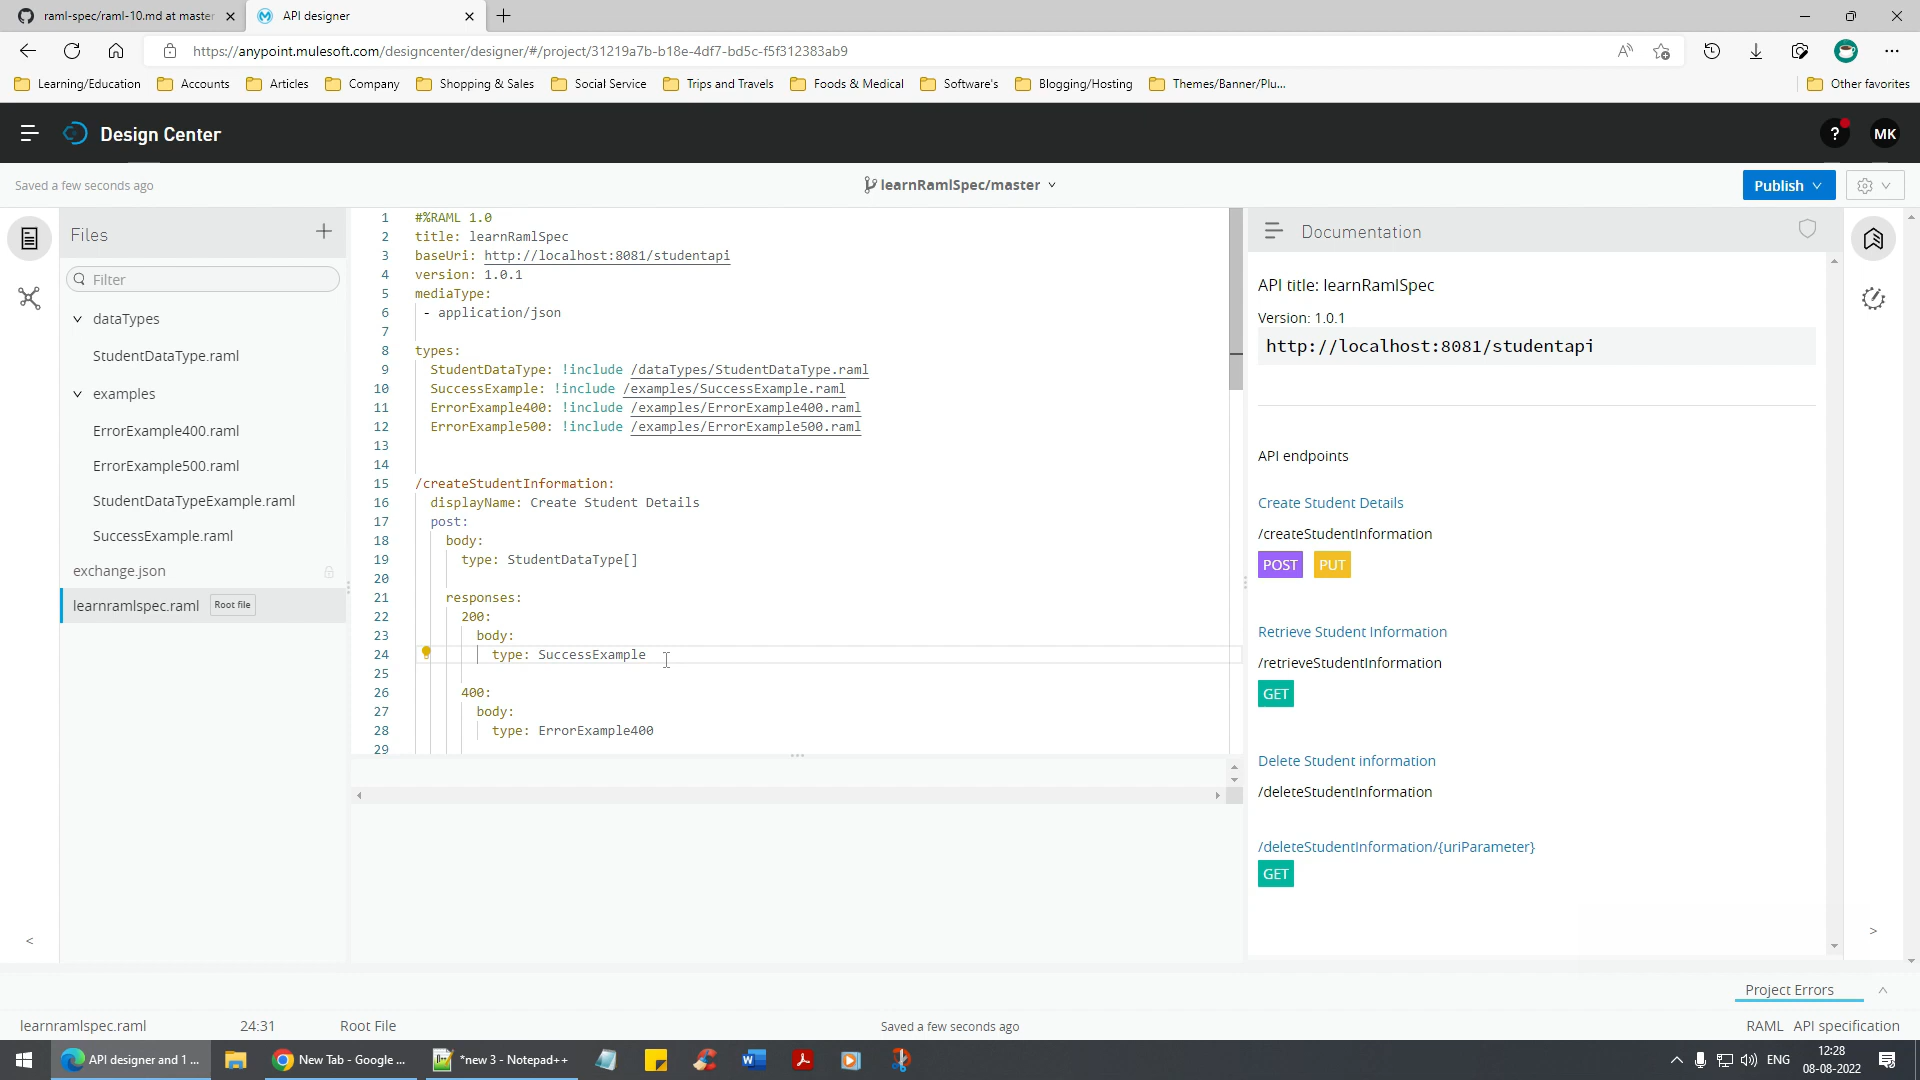 raml-spec/raml-10.md at master
API designer
https://anypoint.mulesoft.com/designcenter/designer/#/project/31219a7b-b18e-4df7-bd5c-f5f312383ab9
Learning/Education
Accounts
Articles
Company
Shopping & Sales
Social Service
Trips and Travels
Foods & Medical
Software's
Blogging/Hosting
Themes/Banner/Plu...
Other favorites
Design Center
?
MK
Saved a few seconds ago
learnRamlSpec/master
Publish
Files
Filter
dataTypes
StudentDataType.raml
examples
ErrorExample400.raml
ErrorExample500.raml
StudentDataTypeExample.raml
SuccessExample.raml
exchange.json
learnramlspec.raml Root file
1 #%RAML 1.0
2 title: learnRamlSpec
3 baseUri: http://localhost:8081/studentapi
4 version: 1.0.1
5 mediaType:
6 - application/json
7
8 types:
9 StudentDataType: !include /dataTypes/StudentDataType.raml
10 SuccessExample: !include /examples/SuccessExample.raml
11 ErrorExample400: !include /examples/ErrorExample400.raml
12 ErrorExample500: !include /examples/ErrorExample500.raml
13
14
15 /createStudentInformation:
16 displayName: Create Student Details
17 post:
18 body:
19 type: StudentDataType[]
20
21 responses:
22 200:
23 body:
24 type: SuccessExample
25
26 400:
27 body:
28 type: ErrorExample400
29
Documentation
API title: learnRamlSpec
Version: 1.0.1
http://localhost:8081/studentapi
API endpoints
Create Student Details
/createStudentInformation
POST PUT
Retrieve Student Information
/retrieveStudentInformation
GET
Delete Student information
/deleteStudentInformation
/deleteStudentInformation/{uriParameter}
GET
<
>
Project Errors
learnramlspec.raml
24:31
Root File
Saved a few seconds ago
RAML API specification
API designer and 1 ...
New Tab - Google ...
*new 3 - Notepad++
ENG
12:28
08-08-2022